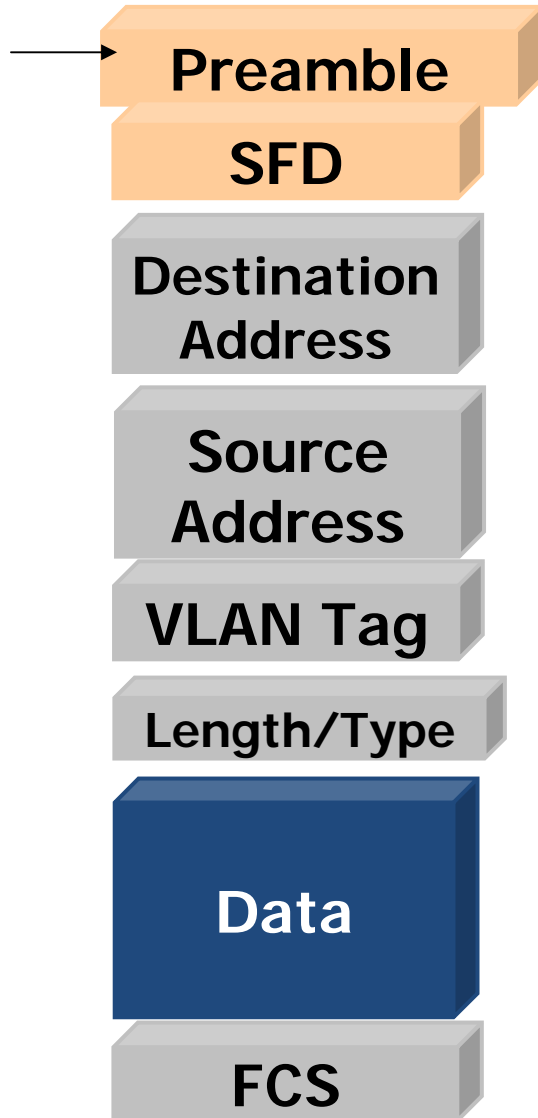 Preamble
SFD
Destination
Address
Source
Address
VLAN Tag
Length/Type
Data
FCS